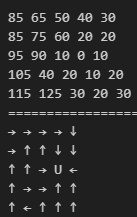 85 65 50 40 30
85 75 60 20 20
95 90 10 0 10
105 40 20 10 20
115 125 30 20 30
==================
→ → → → ↓
→ ↑ ↑ ↓ ↓
↑ ↑ → U ←
↑ → → ↑ ↑
↑ ← ↑ ↑ ↑